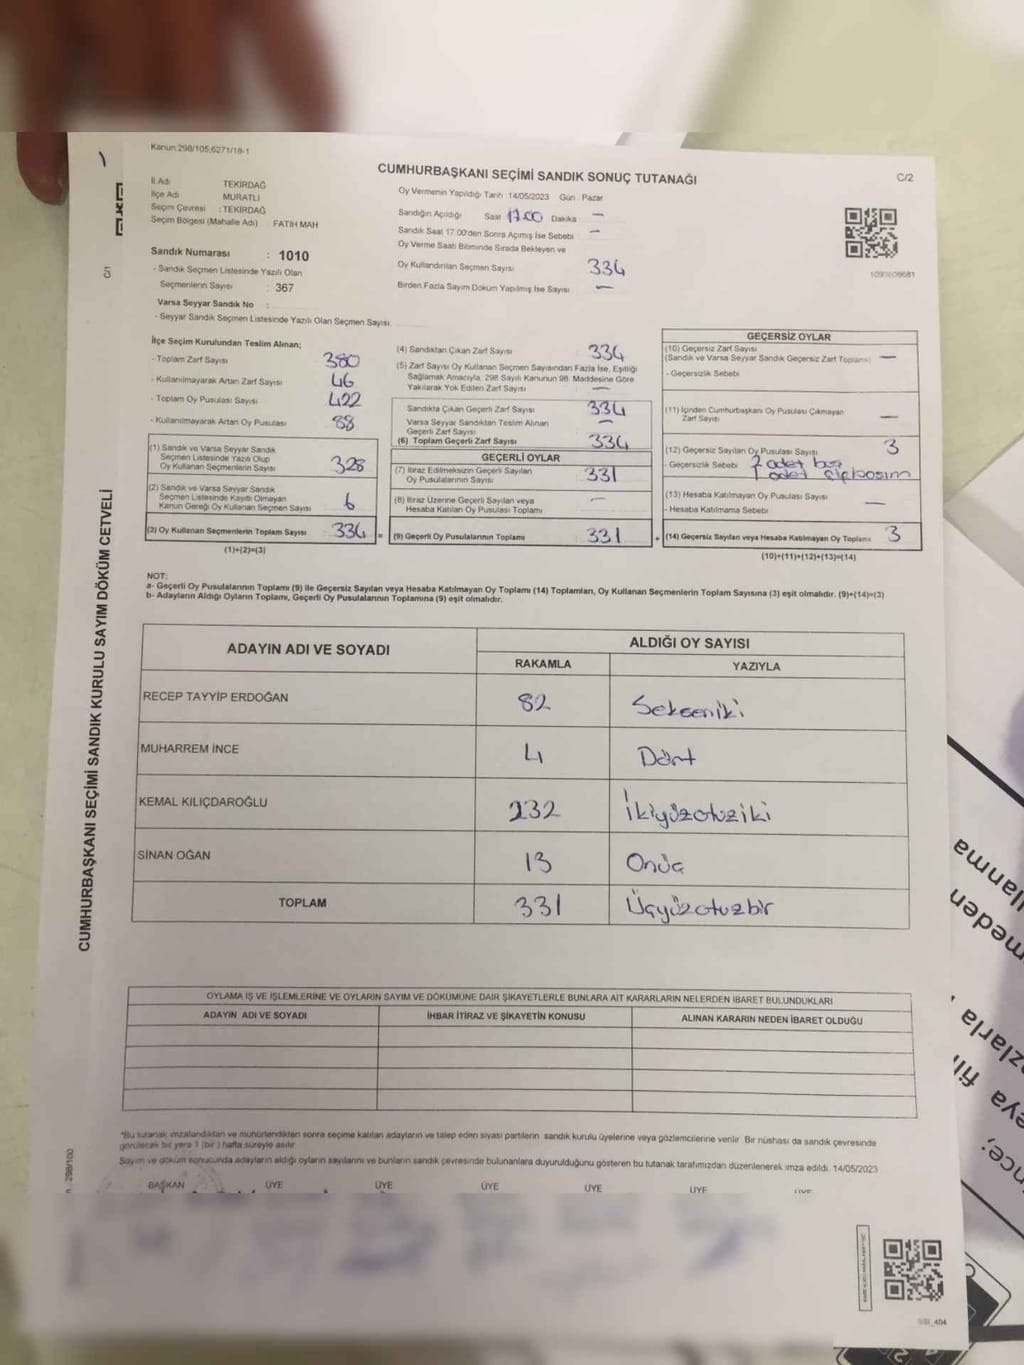 Kanun 298/105,6271/18-1
CUMHURBAŞKANI SEÇİMİ SANDIK SONUÇ TUTANAĞI
C/2
İl Adı TEKİRDAĞ
İlçe Adı MURATLI
Seçim Çevresi : TEKİRDAĞ
Seçim Bölgesi (Mahalle Adı) FATİH MAH
Oy Vermenin Yapıldığı Tarih :14/05/2023 Gün : Pazar
Sandığın Açıldığı Saat 17.00 Dakika —
Sandık Saat 17:00'den Sonra Açımış İse Sebebi —
Oy Verme Saati Bitiminde Sırada Bekleyen ve
Oy Kullandırılan Seçmen Sayısı 334
Birden Fazla Sayım Döküm Yapılmış İse Sayısı —
Sandık Numarası : 1010
- Sandık Seçmen Listesinde Yazılı Olan
Seçmenlerin Sayısı : 367
Varsa Seyyar Sandık No :
- Seyyar Sandık Seçmen Listesinde Yazılı Olan Seçmen Sayısı:
İlçe Seçim Kurulundan Teslim Alınan;
- Toplam Zarf Sayısı 380
- Kullanılmayarak Artan Zarf Sayısı 46
- Toplam Oy Pusulası Sayısı 422
- Kullanılmayarak Artan Oy Pusulası 88
(1) Sandık ve Varsa Seyyar Sandık
Seçmen Listesinde Yazılı Olup
Oy Kullanan Seçmenlerin Sayısı 328
(2) Sandık ve Varsa Seyyar Sandık
Seçmen Listesinde Kayıtlı Olmayan
Kanun Gereği Oy Kullanan Seçmen Sayısı 6
(3) Oy Kullanan Seçmenlerin Toplam Sayısı 334 =
(1)+(2)=(3)
(4) Sandıktan Çıkan Zarf Sayısı 334
(5) Zarf Sayısı Oy Kullanan Seçmen Sayısından Fazla İse, Eşitliği
Sağlamak Amacıyla, 298 Sayılı Kanunun 98. Maddesine Göre
Yakılarak Yok Edilen Zarf Sayısı —
Sandıkta Çıkan Geçerli Zarf Sayısı 334
Varsa Seyyar Sandıktan Teslim Alınan
Geçerli Zarf Sayısı —
(6) Toplam Geçerli Zarf Sayısı 334
GEÇERLİ OYLAR
(7) İtiraz Edilmeksizin Geçerli Sayılan
Oy Pusulalarının Sayısı 331
(8) İtiraz Üzerine Geçerli Sayılan veya
Hesaba Katılan Oy Pusulası Toplamı —
(9) Geçerli Oy Pusulalarının Toplamı 331 +
GEÇERSİZ OYLAR
(10) Geçersiz Zarf Sayısı
(Sandık ve Varsa Seyyar Sandık Geçersiz Zarf Toplamı) —
- Geçersizlik Sebebi
(11) İçinden Cumhurbaşkanı Oy Pusulası Çıkmayan
Zarf Sayısı —
(12) Geçersiz Sayılan Oy Pusulası Sayısı 3
- Geçersizlik Sebebi 2 adet boş
1 adet
(13) Hesaba Katılmayan Oy Pusulası Sayısı —
- Hesaba Katılmama Sebebi
(14) Geçersiz Sayılan veya Hesaba Katılmayan Oy Toplamı 3
(10)+(11)+(12)+(13)=(14)
NOT:
a- Geçerli Oy Pusulalarının Toplamı (9) ile Geçersiz Sayılan veya Hesaba Katılmayan Oy Toplamı (14) Toplamları, Oy Kullanan Seçmenlerin Toplam Sayısına (3) eşit olmalıdır. (9)+(14)=(3)
b- Adayların Aldığı Oyların Toplamı, Geçerli Oy Pusulalarının Toplamına (9) eşit olmalıdır.
ADAYIN ADI VE SOYADI
ALDIĞI OY SAYISI
RAKAMLA YAZIYLA
RECEP TAYYİP ERDOĞAN 82 Sekseniki
MUHARREM İNCE 4 Dört
KEMAL KILIÇDAROĞLU 232 İkiyüzotuziki
SİNAN OĞAN 13 Onüç
TOPLAM 331 Üçyüzotuzbir
OYLAMA İŞ VE İŞLEMLERİNE VE OYLARIN SAYIM VE DÖKÜMÜNE DAİR ŞİKAYETLERLE BUNLARA AİT KARARLARIN NELERDEN İBARET BULUNDUKLARI
ADAYIN ADI VE SOYADI İHBAR İTİRAZ VE ŞİKAYETİN KONUSU ALINAN KARARIN NEDEN İBARET OLDUĞU
*Bu tutanak imzalandıktan ve mühürlendikten sonra seçime katılan adayların ve talep eden siyasi partilerin sandık kurulu üyelerine veya gözlemcilerine verilir. Bir nüshası da sandık çevresinde
görülecek bir yere 1 (bir) hafta süreyle asılır.
Sayım ve döküm sonucunda adayların aldığı oyların sayılarını ve bunların sandık çevresinde bulunanlara duyurulduğunu gösteren bu tutanak tarafımızdan düzenlenerek imza edildi. 14/05/2023
BAŞKAN ÜYE ÜYE ÜYE ÜYE ÜYE ÜYE
CUMHURBAŞKANI SEÇİMİ SANDIK KURULU SAYIM DÖKÜM CETVELİ
C/1
298/100
404
llanma
meden
zlarla
eya